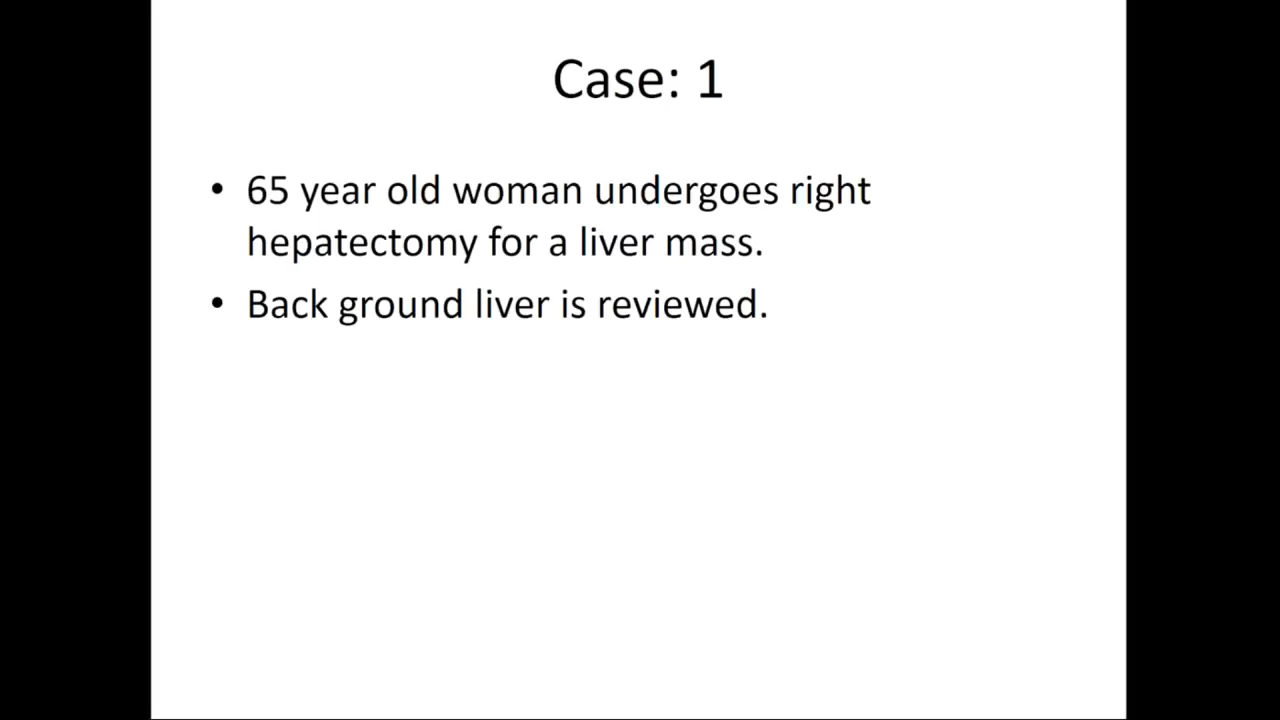 Case: 1
• 65 year old woman undergoes right
hepatectomy for a liver mass.
• Back ground liver is reviewed.